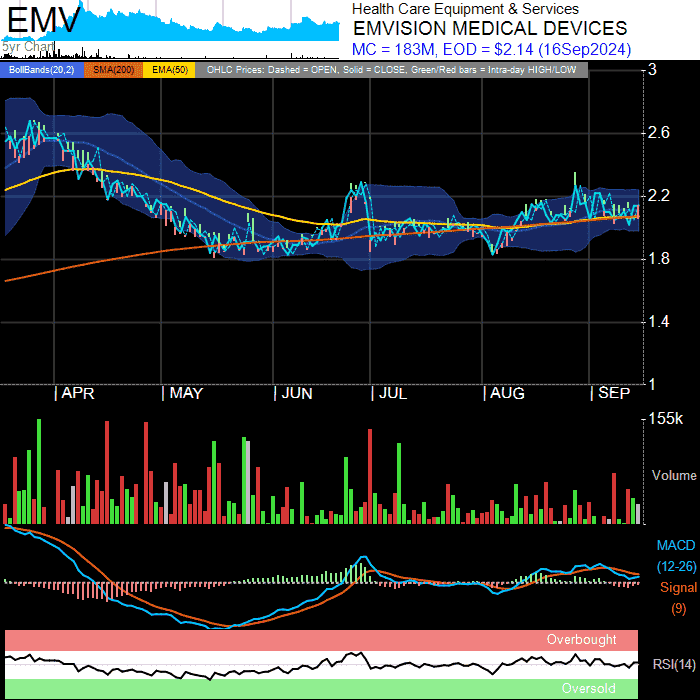 EMV
5yr Chart
Health Care Equipment & Services
EMVISION MEDICAL DEVICES
MC = 183M, EOD = $2.14 (16Sep2024)
BollBands(20,2) SMA(200) EMA(50) OHLC Prices: Dashed = OPEN, Solid = CLOSE, Green/Red bars = Intra-day HIGH/LOW
3
2.6
2.2
1.8
1.4
1
| APR | MAY | JUN | JUL | AUG | SEP
155k
Volume
MACD
(12-26)
Signal
(9)
Overbought
RSI(14)
Oversold